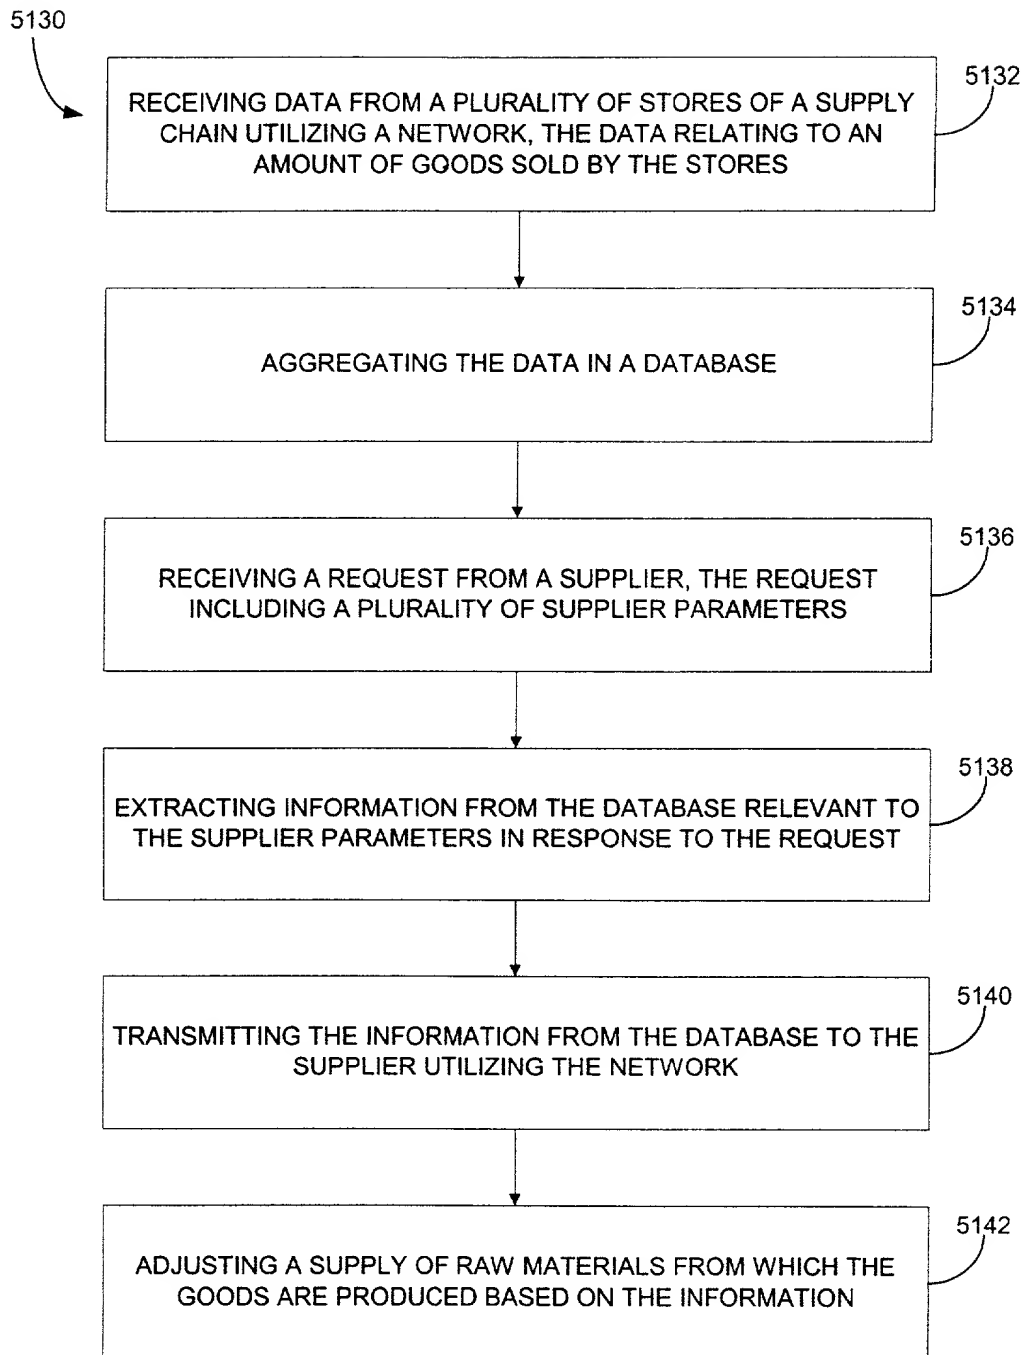 5130
5132
RECEIVING DATA FROM A PLURALITY OF STORES OF A SUPPLY
CHAIN UTILIZING A NETWORK, THE DATA RELATING TO AN
AMOUNT OF GOODS SOLD BY THE STORES
5134
AGGREGATING THE DATA IN A DATABASE
5136
RECEIVING A REQUEST FROM A SUPPLIER, THE REQUEST
INCLUDING A PLURALITY OF SUPPLIER PARAMETERS
5138
EXTRACTING INFORMATION FROM THE DATABASE RELEVANT TO
THE SUPPLIER PARAMETERS IN RESPONSE TO THE REQUEST
5140
TRANSMITTING THE INFORMATION FROM THE DATABASE TO THE
SUPPLIER UTILIZING THE NETWORK
5142
ADJUSTING A SUPPLY OF RAW MATERIALS FROM WHICH THE
GOODS ARE PRODUCED BASED ON THE INFORMATION